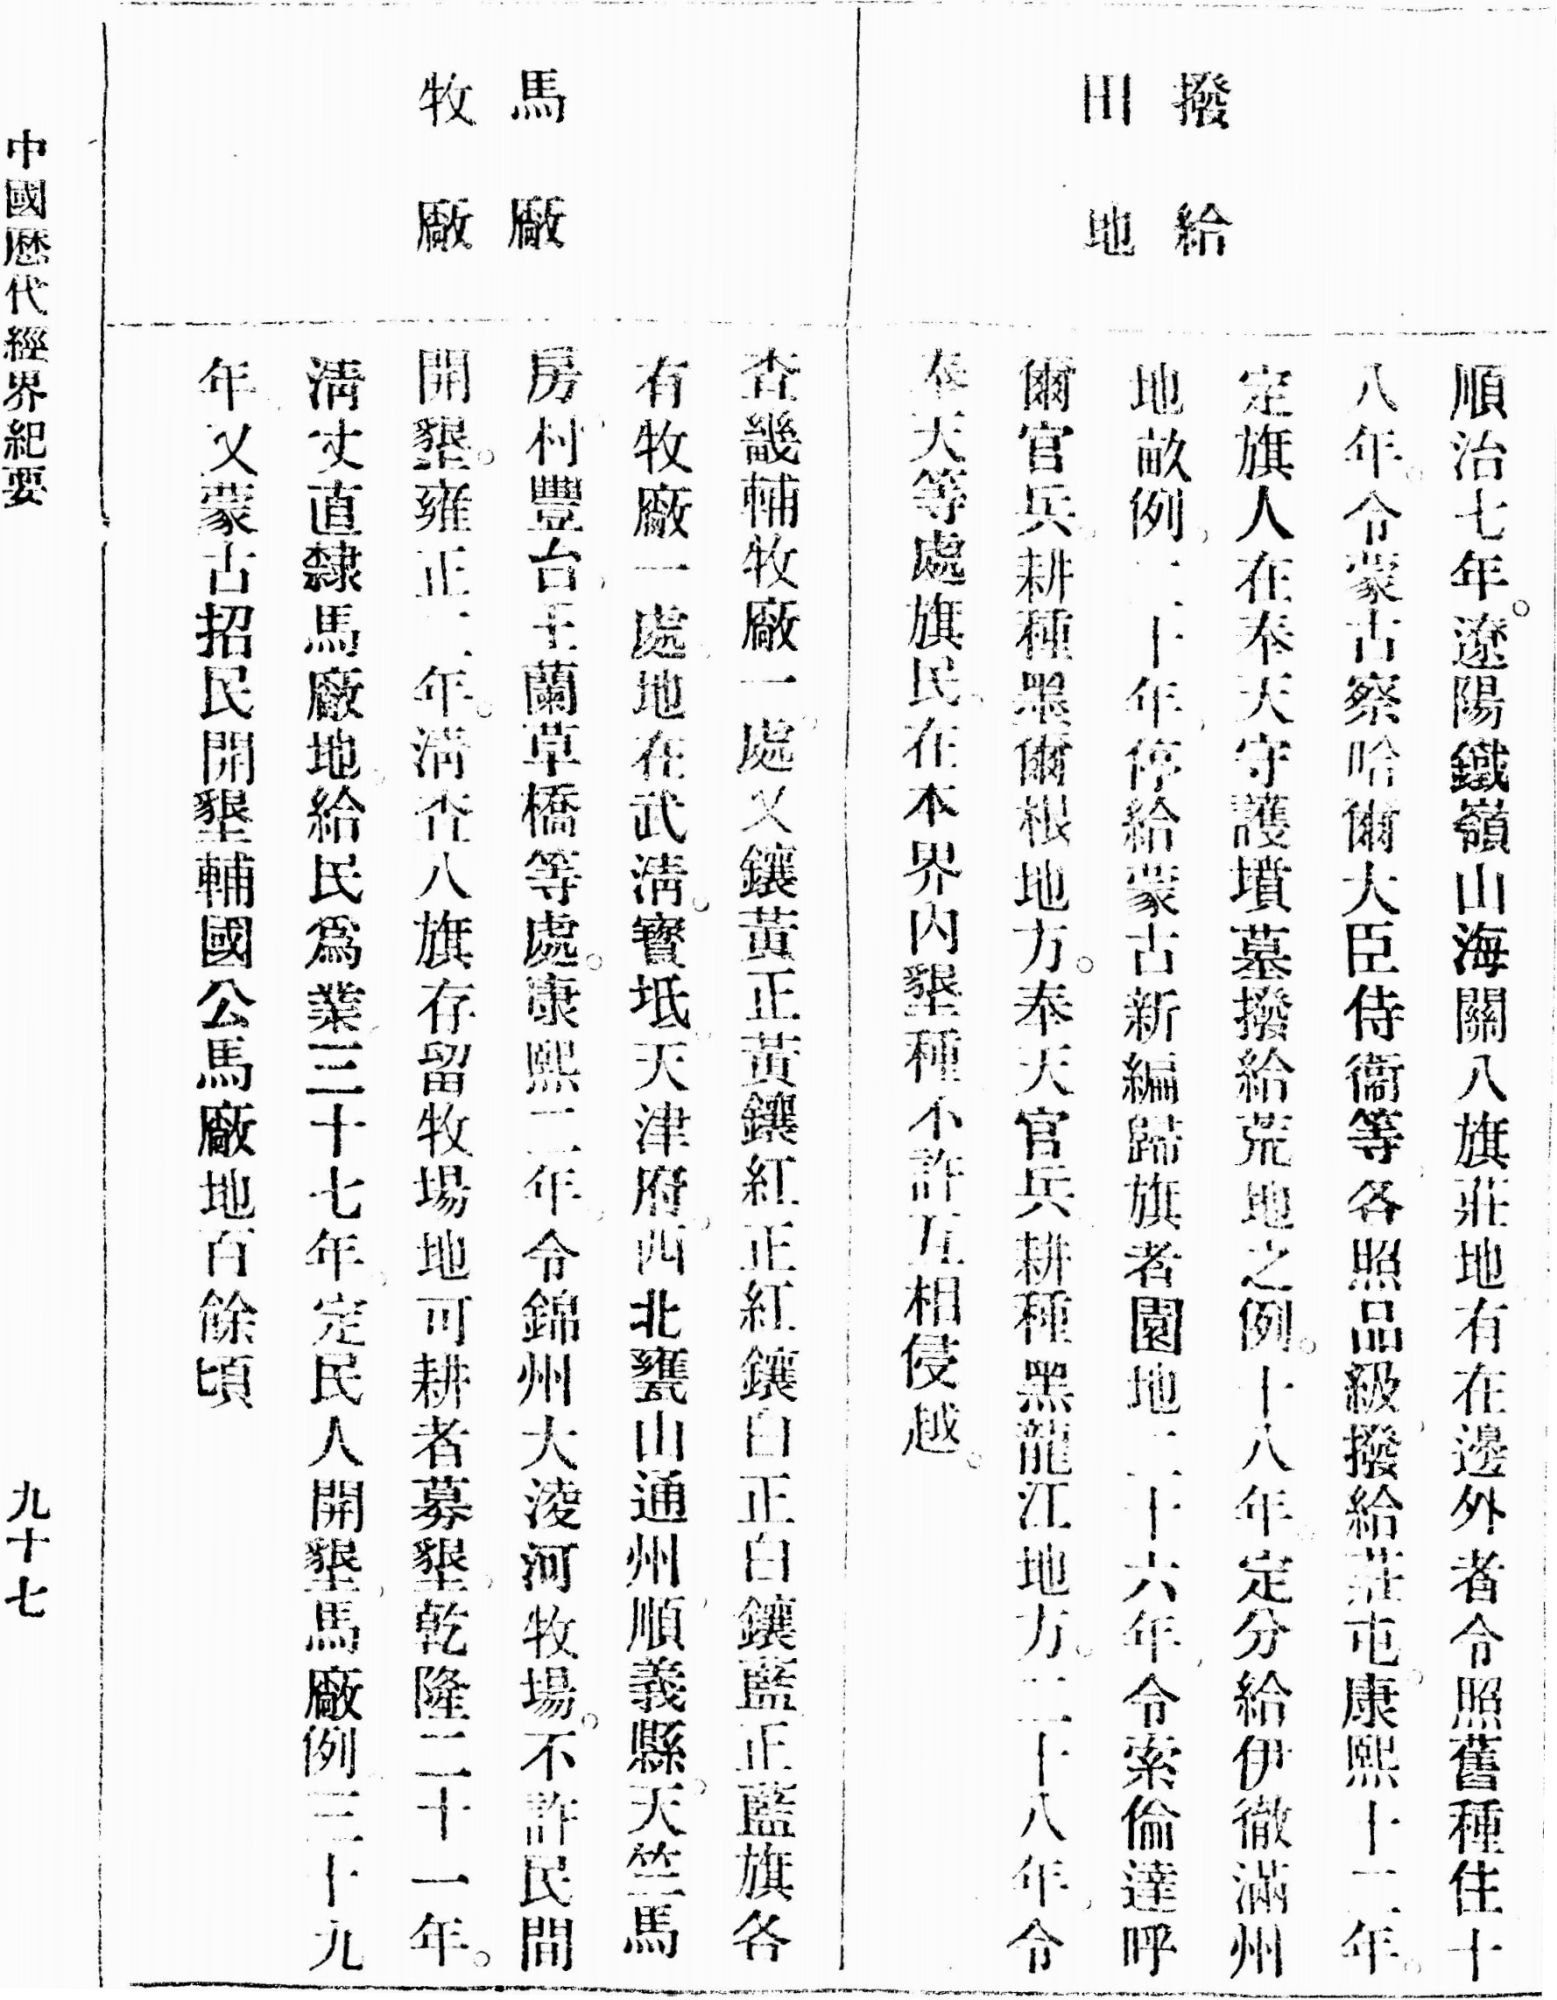 撥給
田地
順治七年。遼陽鐵嶺山海關八旗莊地有在邊外者令照舊種住十
八年。令蒙古察哈爾大臣侍衞等各照品級撥給莊屯。康熙十二年。
定旗人在奉天守護墳墓撥給荒地之例。十八年。定分給伊徹滿州
地畝例。二十年。停給蒙古新編歸旗者園地。二十六年。令索倫達呼
爾官兵。耕種黑爾根地方。奉天官兵。耕種黑龍江地方。二十八年。令
奉天等處旗民。在本界內墾種。不許互相侵越。
馬廠
牧廠
查畿輔牧廠一處。又鑲黃正黃鑲紅正紅鑲白正白鑲藍正藍旗各
有牧廠一處。地在武淸。寶坻。天津府。西北甕山通州。順義縣。天竺馬
房。村豐台。王蘭草橋等處。康熙二年。令錦州大淩河牧場。不許民間
開墾。雍正二年。淸查八旗存留牧場地可耕者募墾。乾隆二十一年。
淸丈直隸馬廠地。給民爲業。三十七年。定民人開墾。馬廠例。三十九
年。又蒙古招民開墾輔國公馬廠地百餘頃
中國歷代經界紀要
九十七